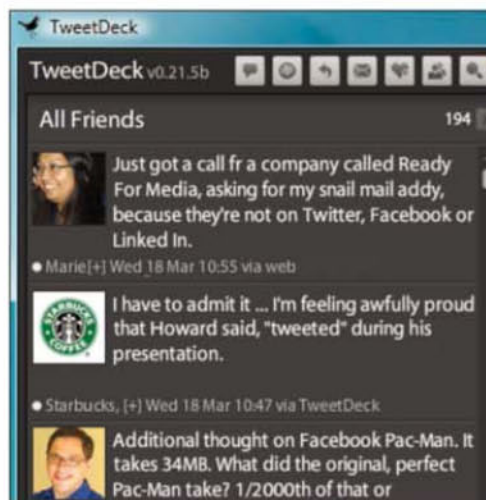 TweetDeck
TweetDeck v0.21.5b
All Friends 194
Just got a call fr a company called Ready
For Media, asking for my snail mail addy,
because they're not on Twitter, Facebook or
Linked In.
Marie[+] Wed 18 Mar 10:55 via web
STARBUCKS
COFFEE
I have to admit it ... I'm feeling awfully proud
that Howard said, "tweeted" during his
presentation.
Starbucks, [+] Wed 18 Mar 10:47 via TweetDeck
Additional thought on Facebook Pac-Man. It
takes 34MB. What did the original, perfect
Pac-Man take? 1/2000th of that or